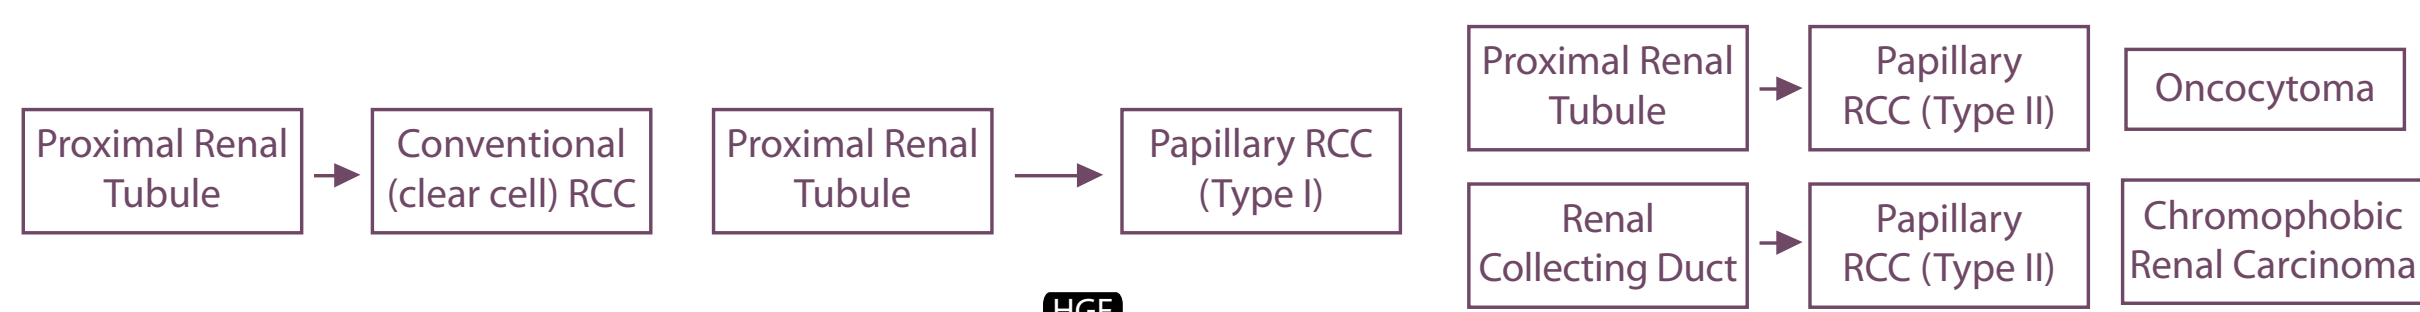 Proximal Renal
Tubule
Conventional
(clear cell) RCC
Proximal Renal
Tubule
Papillary RCC
(Type I)
Proximal Renal
Tubule
Papillary
RCC (Type II)
Oncocytoma
Renal
Collecting Duct
Papillary
RCC (Type II)
Chromophobic
Renal Carcinoma
HGF